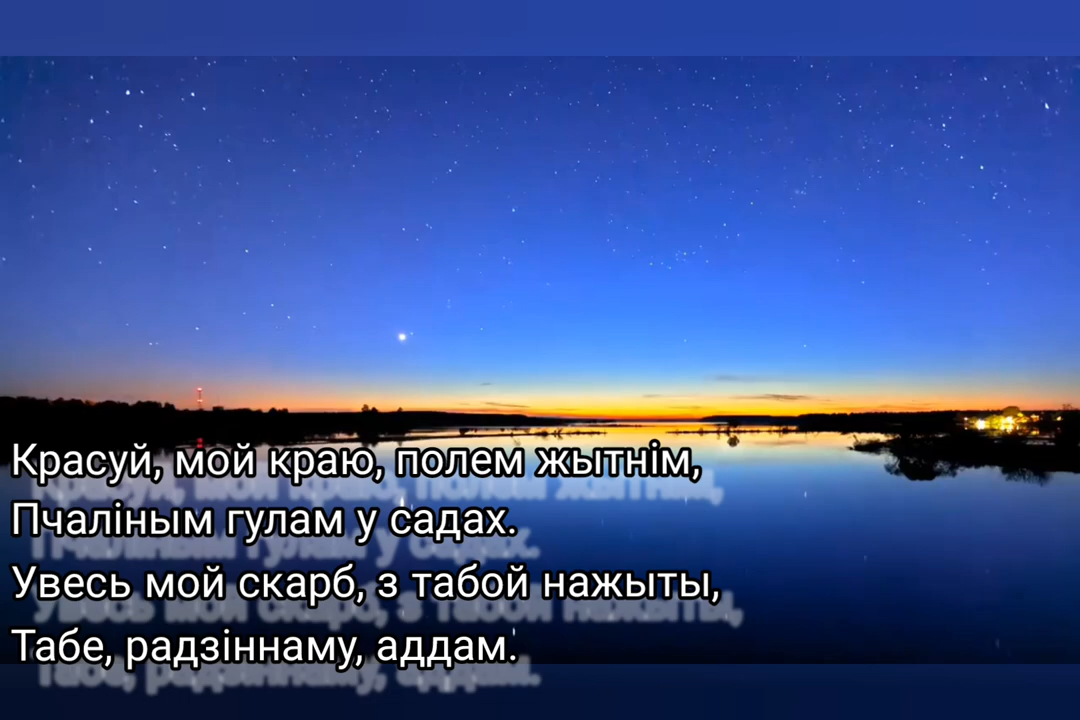 Красуй, мой краю, полем жытнім,
Пчаліным гулам у садах.
Увесь мой скарб, з табой нажыты,
Табе, радзіннаму, аддам.